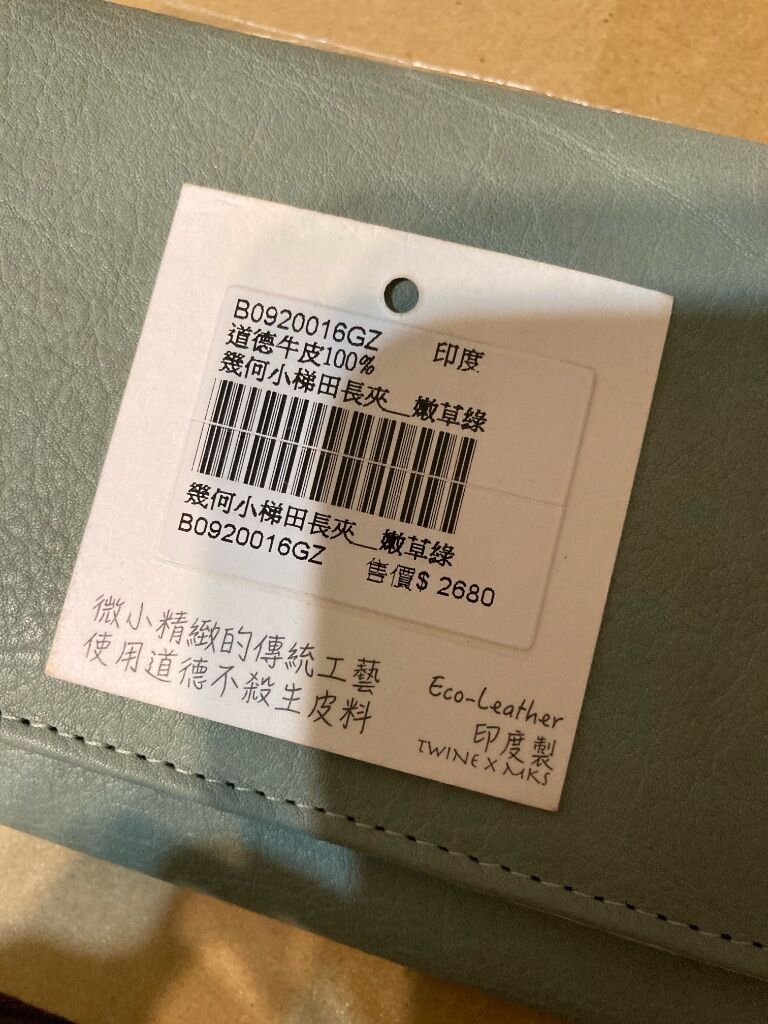 B0920016GZ
道德牛皮100% 印度
幾何小梯田長夾__嫩草綠
幾何小梯田長夾__嫩草綠
B0920016GZ 售價$ 2680
微小精緻的傳統工藝
使用道德不殺生皮料
Eco-Leather
印度製
TWINE X MKS